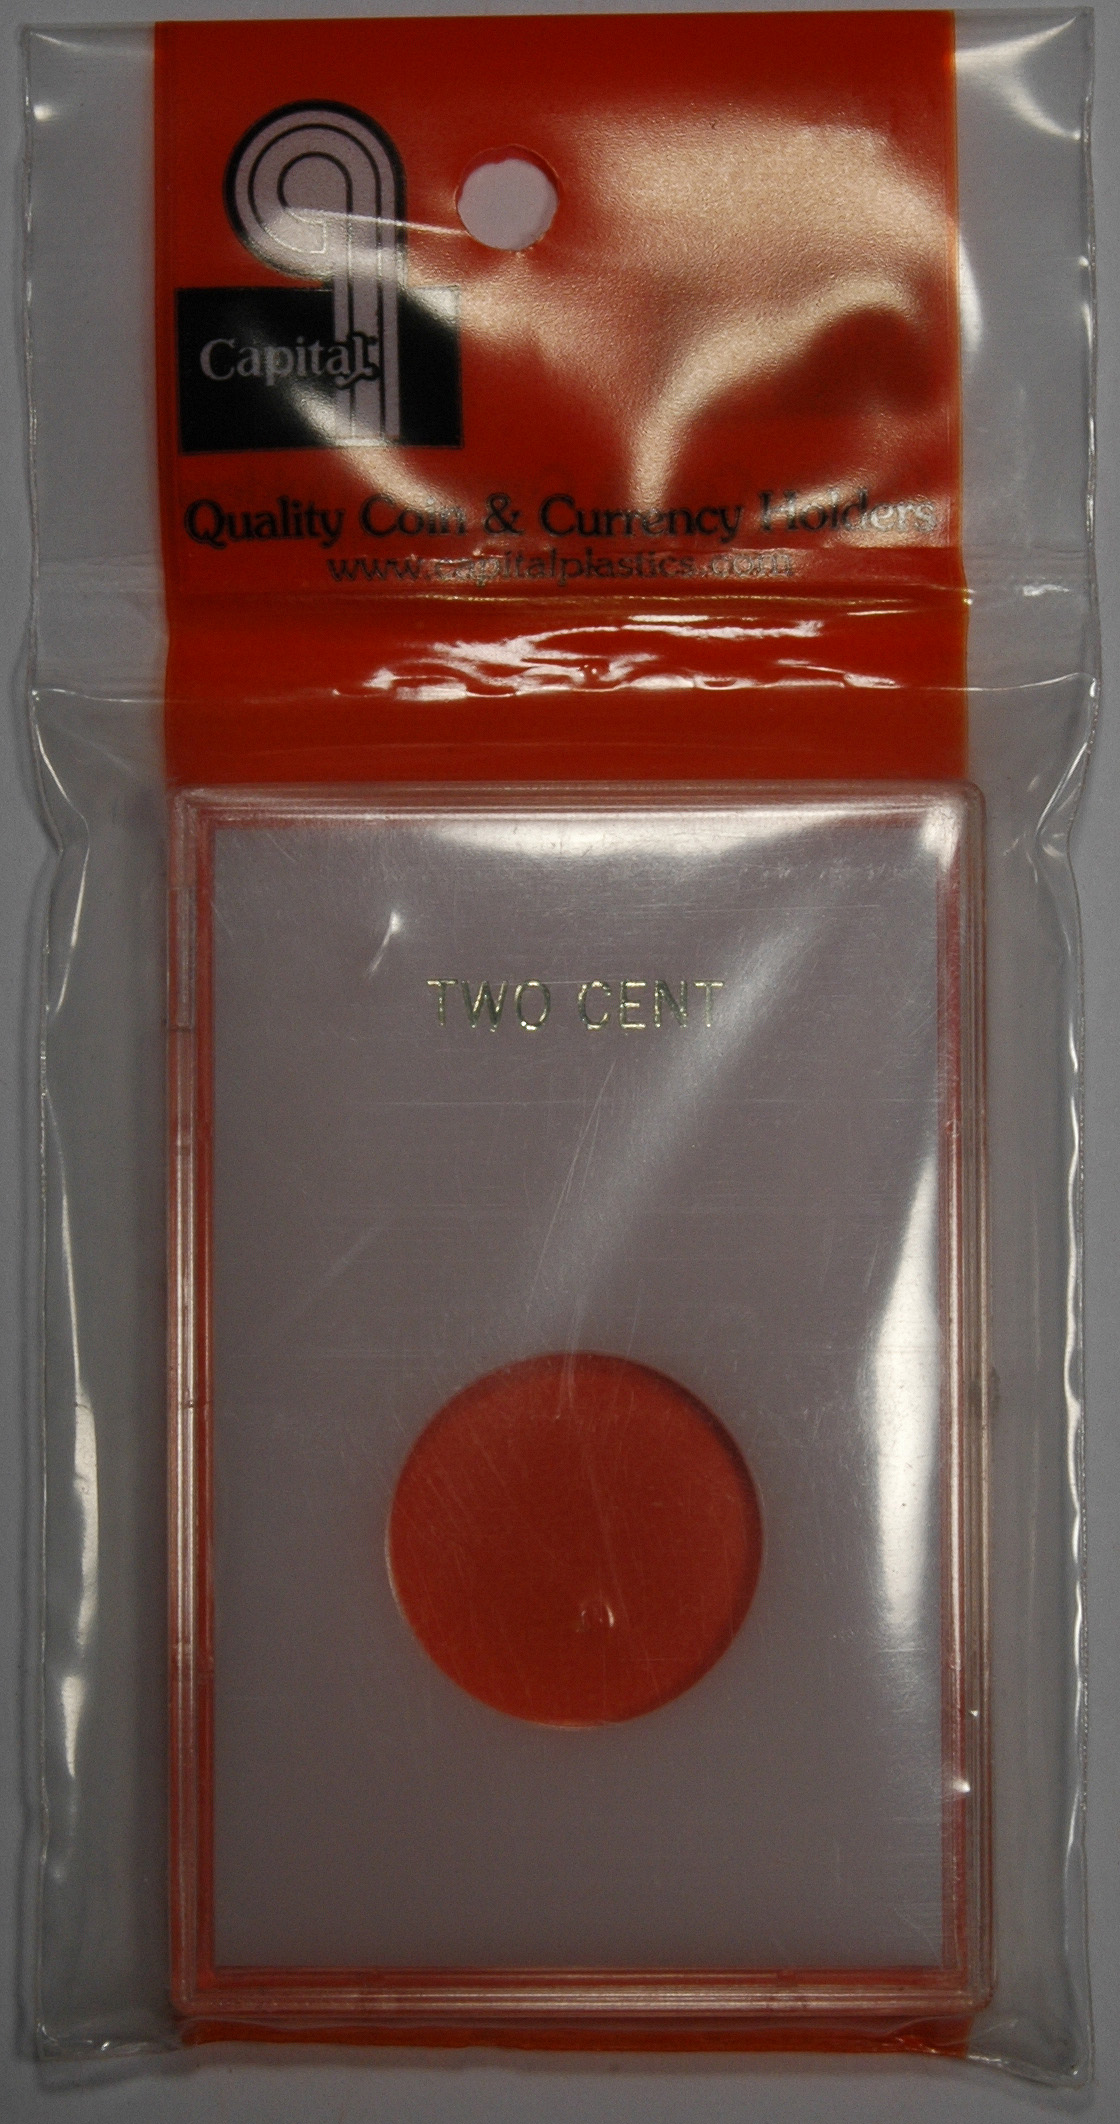 Capital
Quality Coin & Currency Holders
www.capitalplastics.com
TWO CENT